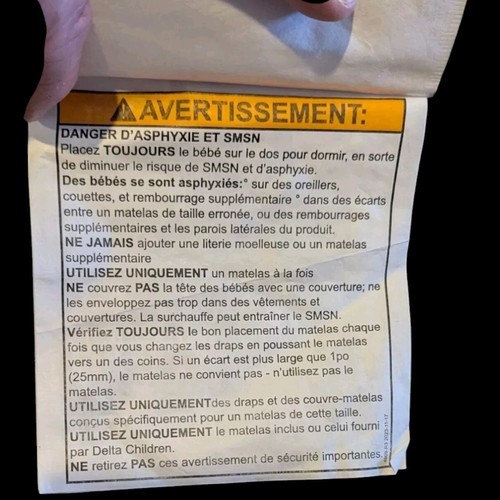 AVERTISSEMENT:
DANGER D'ASPHYXIE ET SMSN
Placez TOUJOURS le bébé sur le dos pour dormir, en sorte
de diminuer le risque de SMSN et d'asphyxie.
Des bébés se sont asphyxiés:° sur des oreillers,
couettes, et rembourrage supplémentaire ° dans des écarts
entre un matelas de taille erronée, ou des rembourrages
supplémentaires et les parois latérales du produit.
NE JAMAIS ajouter une literie moelleuse ou un matelas
supplémentaire
UTILISEZ UNIQUEMENT un matelas à la fois
NE couvrez PAS la tête des bébés avec une couverture; ne
les enveloppez pas trop dans des vêtements et
couvertures. La surchauffe peut entraîner le SMSN.
Vérifiez TOUJOURS le bon placement du matelas chaque
fois que vous changez les draps en poussant le matelas
vers un des coins. Si un écart est plus large que 1po
(25mm), le matelas ne convient pas - n'utilisez pas le
matelas.
UTILISEZ UNIQUEMENTdes draps et des couvre-matelas
conçus spécifiquement pour un matelas de cette taille.
UTILISEZ UNIQUEMENT le matelas inclus ou celui fourni
par Delta Children.
NE retirez PAS ces avertissement de sécurité importantes.